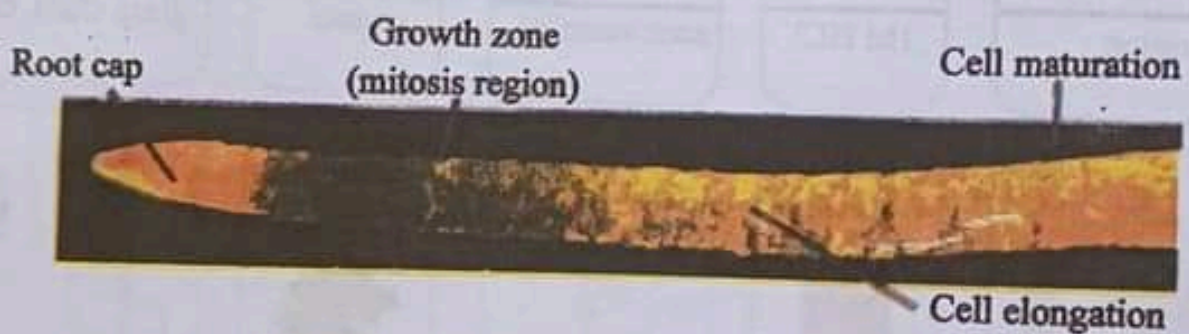 Growth zone
Root cap
(mitosis region)
Cell maturation
Cell elongation